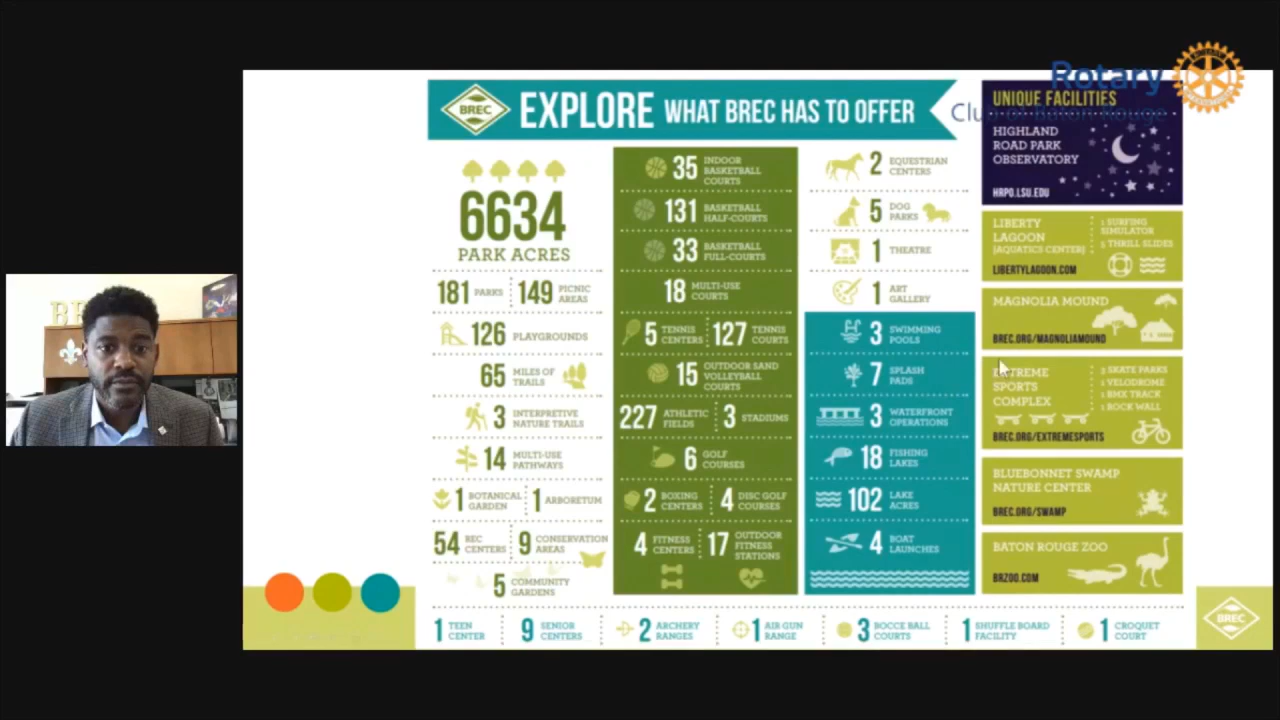 Rotary
Club of Baton Rouge
BREC
EXPLORE WHAT BREC HAS TO OFFER
6634
PARK ACRES
181 PARKS
149 PICNIC
AREAS
126 PLAYGROUNDS
65 MILES OF
TRAILS
3 INTERPRETIVE
NATURE TRAILS
14 MULTI-USE
PATHWAYS
1 BOTANICAL
GARDEN
1 ARBORETUM
54 REC
CENTERS
9 CONSERVATION
AREAS
5 COMMUNITY
GARDENS
35 INDOOR
BASKETBALL
COURTS
131 BASKETBALL
HALF-COURTS
33 BASKETBALL
FULL-COURTS
18 MULTI-USE
COURTS
5 TENNIS
CENTERS
127 TENNIS
COURTS
15 OUTDOOR SAND
VOLLEYBALL
COURTS
227 ATHLETIC
FIELDS
3 STADIUMS
6 GOLF
COURSES
2 BOXING
CENTERS
4 DISC GOLF
COURSES
4 FITNESS
CENTERS
17 OUTDOOR
FITNESS
STATIONS
2 EQUESTRIAN
CENTERS
5 DOG
PARKS
1 THEATRE
1 ART
GALLERY
3 SWIMMING
POOLS
7 SPLASH
PADS
3 WATERFRONT
OPERATIONS
18 FISHING
LAKES
102 LAKE
ACRES
4 BOAT
LAUNCHES
UNIQUE FACILITIES
HIGHLAND
ROAD PARK
OBSERVATORY
HRPO.LSU.EDU
LIBERTY
LAGOON
(AQUATICS CENTER)
1 SURFING
SIMULATOR
5 THRILL SLIDES
LIBERTYLAGOON.COM
MAGNOLIA MOUND
BREC.ORG/MAGNOLIAMOUND
EXTREME
SPORTS
COMPLEX
3 SKATE PARKS
1 VELODROME
1 BMX TRACK
1 ROCK WALL
BREC.ORG/EXTREMESPORTS
BLUEBONNET SWAMP
NATURE CENTER
BREC.ORG/SWAMP
BATON ROUGE ZOO
BRZOO.COM
1 TEEN
CENTER
9 SENIOR
CENTERS
2 ARCHERY
RANGES
1 AIR GUN
RANGE
3 BOCCE BALL
COURTS
1 SHUFFLE BOARD
FACILITY
1 CROQUET
COURT
BREC